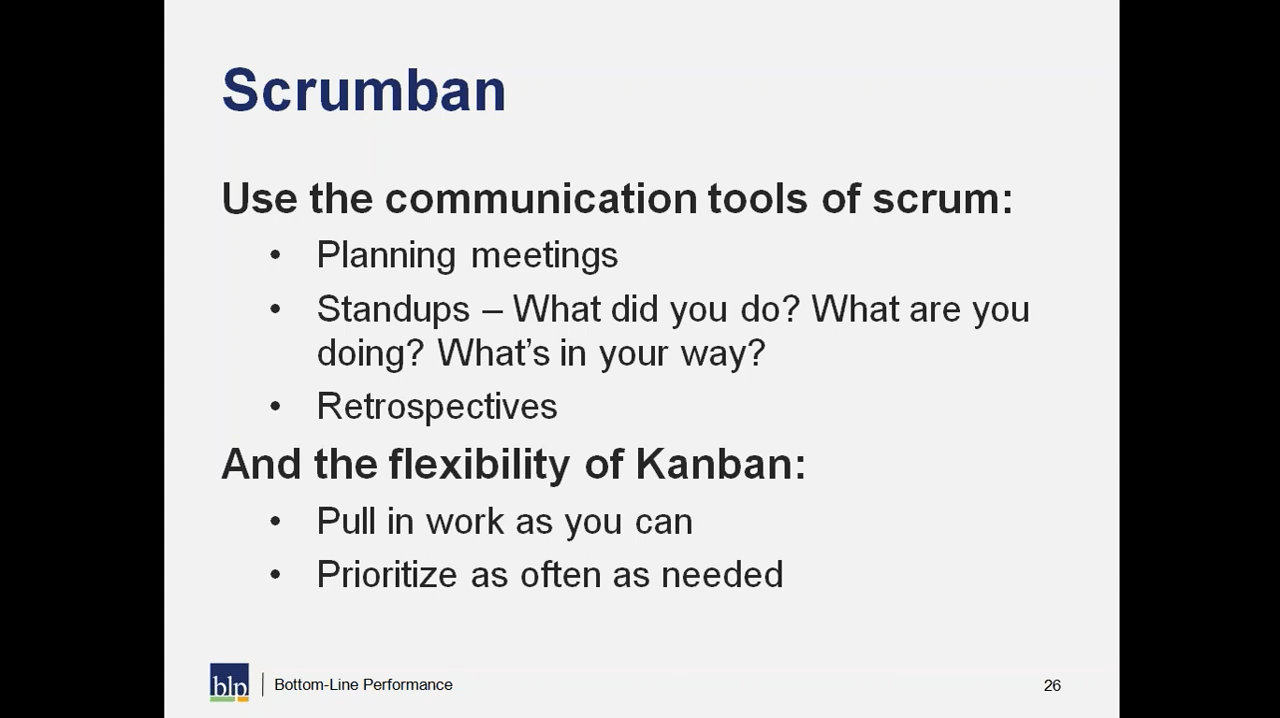 Scrumban
Use the communication tools of scrum:
• Planning meetings
• Standups – What did you do? What are you
doing? What’s in your way?
• Retrospectives
And the flexibility of Kanban:
• Pull in work as you can
• Prioritize as often as needed
blp | Bottom-Line Performance
26